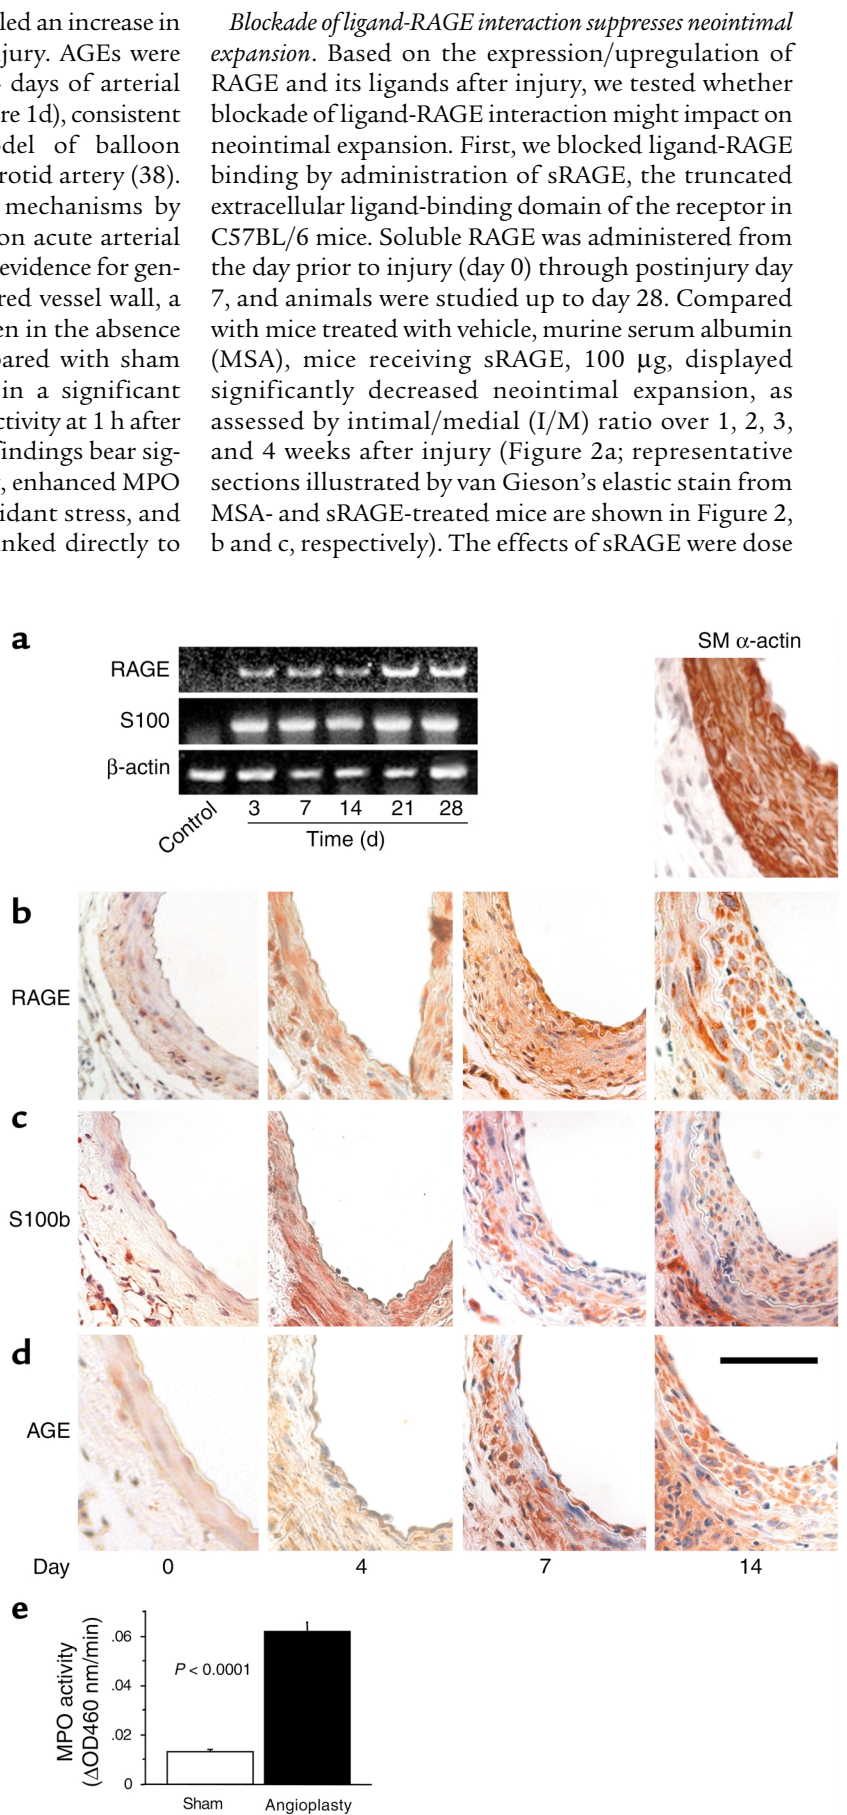 led an increase in
jury. AGEs were
days of arterial
re 1d), consistent
del of balloon
rotid artery (38).
mechanisms by
on acute arterial
evidence for gen-
red vessel wall, a
en in the absence
pared with sham
in a significant
ctivity at 1 h after
findings bear sig-
, enhanced MPO
idant stress, and
inked directly to
Blockade of ligand-RAGE interaction suppresses neointimal
expansion. Based on the expression/upregulation of
RAGE and its ligands after injury, we tested whether
blockade of ligand-RAGE interaction might impact on
neointimal expansion. First, we blocked ligand-RAGE
binding by administration of sRAGE, the truncated
extracellular ligand-binding domain of the receptor in
C57BL/6 mice. Soluble RAGE was administered from
the day prior to injury (day 0) through postinjury day
7, and animals were studied up to day 28. Compared
with mice treated with vehicle, murine serum albumin
(MSA), mice receiving sRAGE, 100 μg, displayed
significantly decreased neointimal expansion, as
assessed by intimal/medial (I/M) ratio over 1, 2, 3,
and 4 weeks after injury (Figure 2a; representative
sections illustrated by van Gieson's elastic stain from
MSA- and sRAGE-treated mice are shown in Figure 2,
b and c, respectively). The effects of sRAGE were dose
a
RAGE
S100
β-actin
Control 3 7 14 21 28
Time (d)
SM α-actin
b
RAGE
c
S100b
d
AGE
Day 0 4 7 14
e
MPO activity
(ΔOD460 nm/min)
.06
.04
.02
0
P < 0.0001
Sham Angioplasty